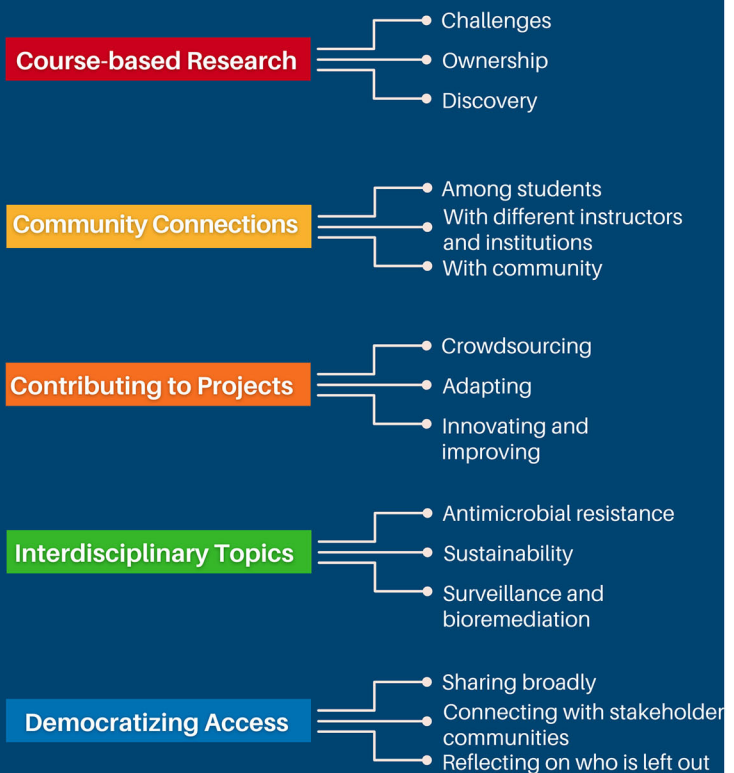 Course-based Research
Challenges
Ownership
Discovery
Community Connections
Among students
With different instructors
and institutions
With community
Contributing to Projects
Crowdsourcing
Adapting
Innovating and
improving
Interdisciplinary Topics
Antimicrobial resistance
Sustainability
Surveillance and
bioremediation
Democratizing Access
Sharing broadly
Connecting with stakeholder
communities
Reflecting on who is left out